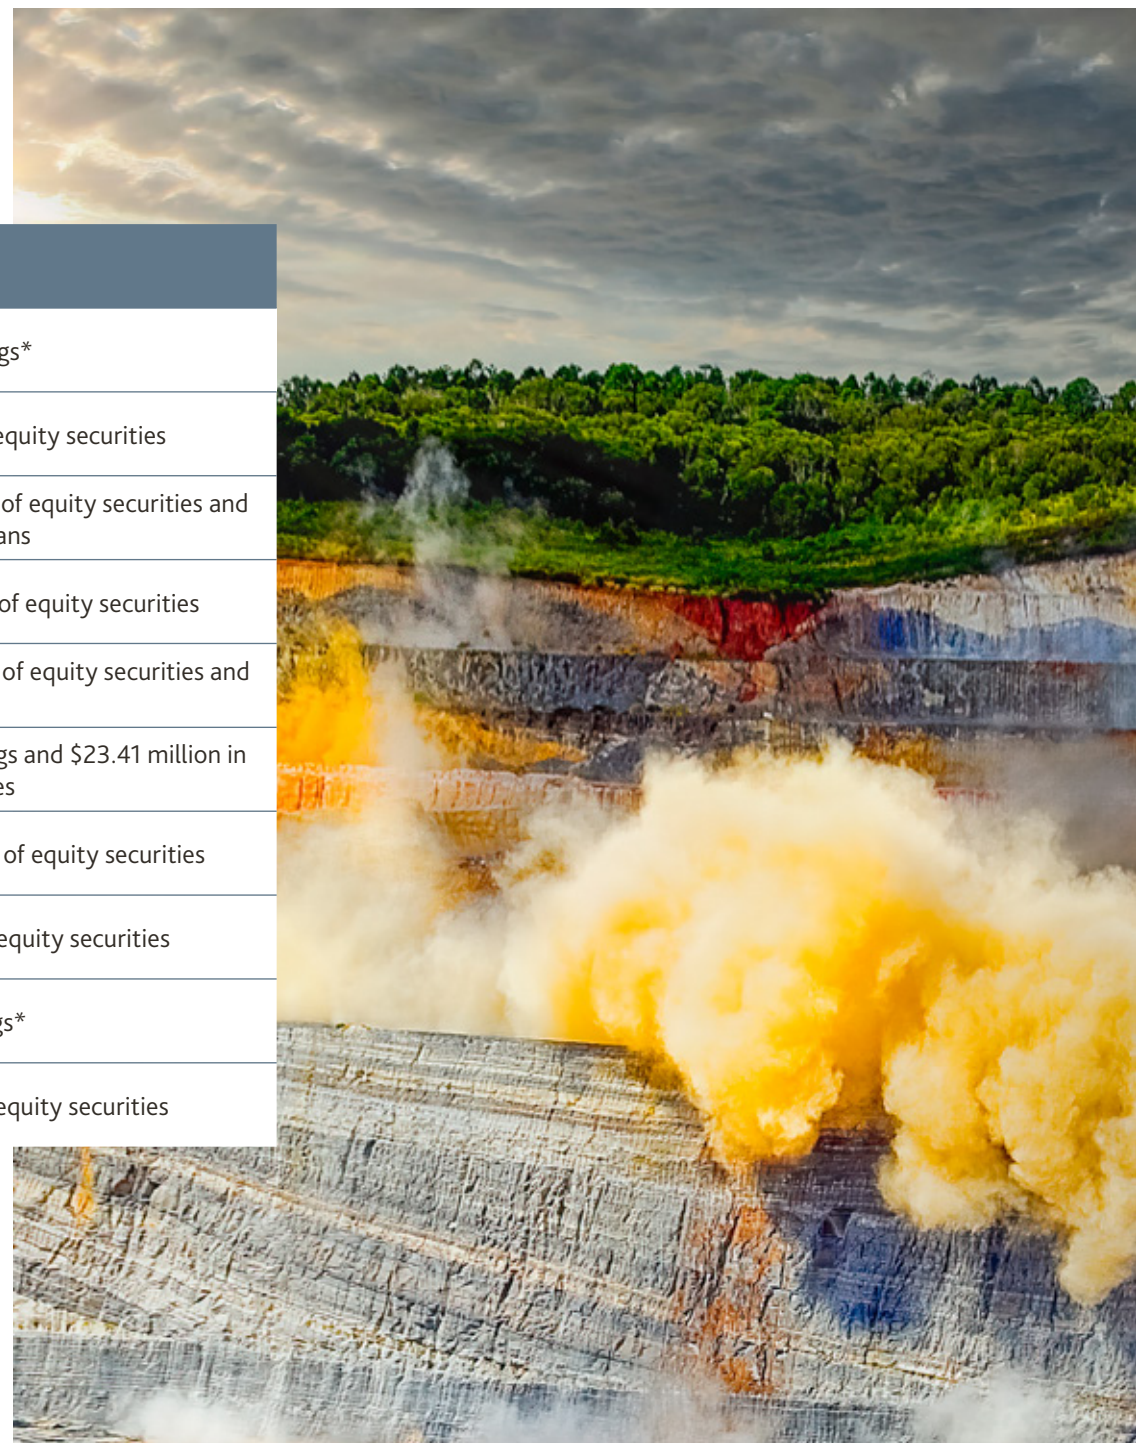 gs*
equity securities
of equity securities and
ans
of equity securities
of equity securities and
gs and $23.41 million in
es
of equity securities
equity securities
gs*
equity securities